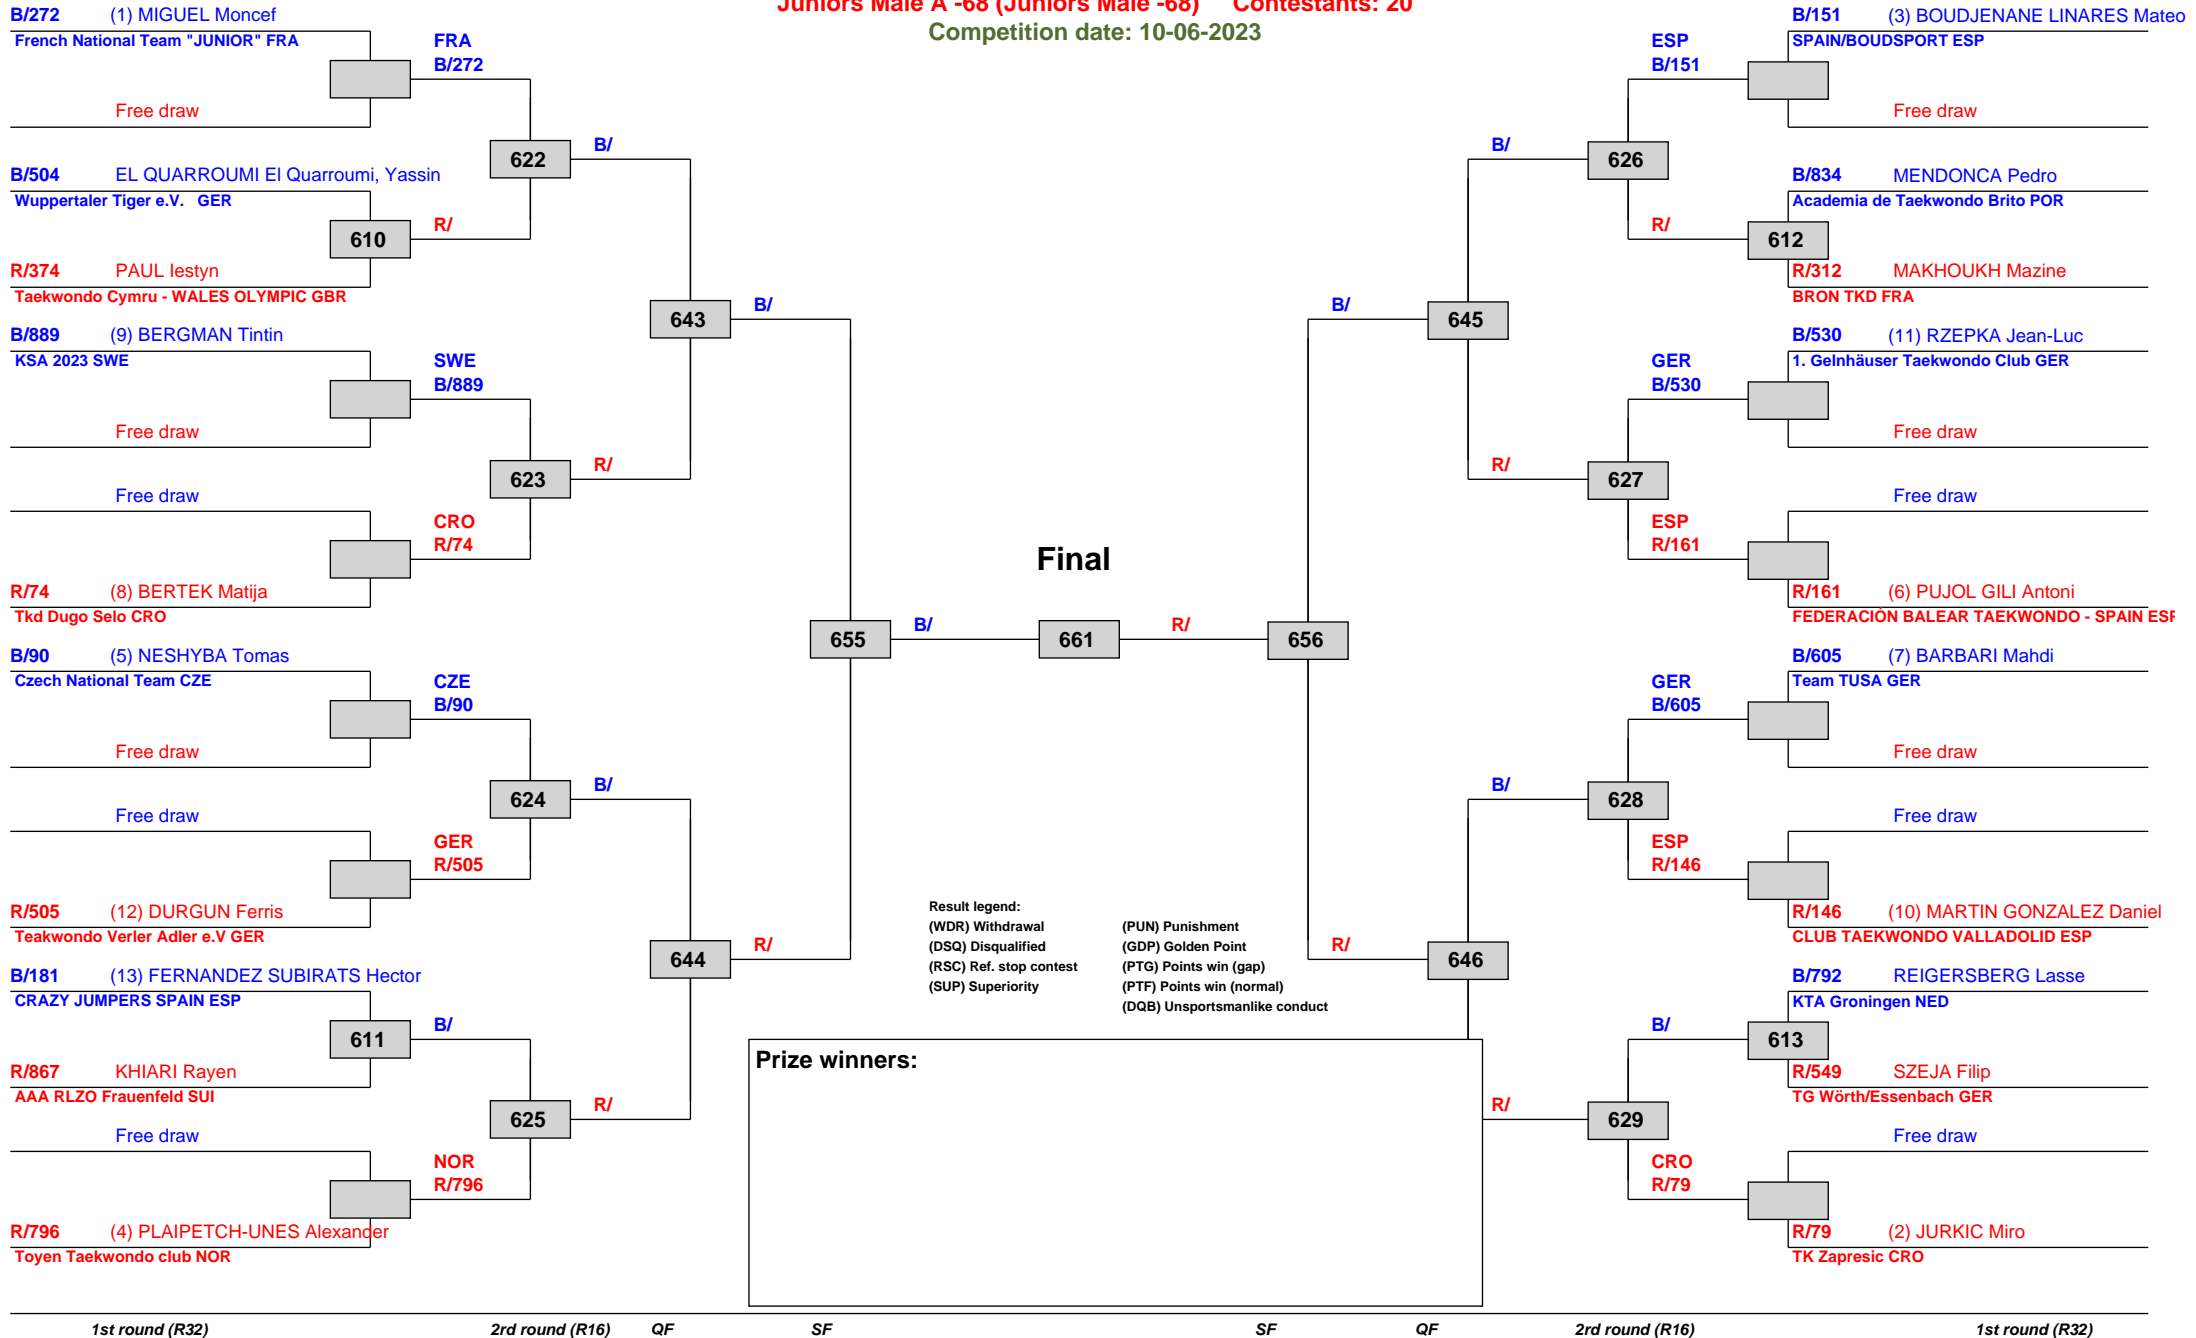 Juniors Male A -68 (Juniors Male -68) Contestants: 20
Competition date: 10-06-2023
B/272 (1) MIGUEL Moncef
French National Team "JUNIOR" FRA
Free draw
FRA
B/272
622
B/504 EL QUARROUMI El Quarroumi, Yassin
Wuppertaler Tiger e.V. GER
610
R/
R/374 PAUL Iestyn
Taekwondo Cymru - WALES OLYMPIC GBR
B/
643
B/
B/889 (9) BERGMAN Tintin
KSA 2023 SWE
Free draw
SWE
B/889
623
R/
Free draw
CRO
R/74
R/74 (8) BERTEK Matija
Tkd Dugo Selo CRO
655
B/
B/90 (5) NESHYBA Tomas
Czech National Team CZE
Free draw
CZE
B/90
624
B/
Free draw
GER
R/505
R/505 (12) DURGUN Ferris
Teakwondo Verler Adler e.V GER
644
R/
B/181 (13) FERNANDEZ SUBIRATS Hector
CRAZY JUMPERS SPAIN ESP
611
B/
R/867 KHIARI Rayen
AAA RLZO Frauenfeld SUI
625
R/
Free draw
NOR
R/796
R/796 (4) PLAIPETCH-UNES Alexander
Toyen Taekwondo club NOR
Final
661
R/
656
B/151 (3) BOUDJENANE LINARES Mateo
SPAIN/BOUDSPORT ESP
ESP
B/151
Free draw
B/
626
B/834 MENDONCA Pedro
Academia de Taekwondo Brito POR
R/
612
R/312 MAKHOUKH Mazine
BRON TKD FRA
B/
645
B/530 (11) RZEPKA Jean-Luc
1. Gelnhäuser Taekwondo Club GER
GER
B/530
Free draw
R/
627
Free draw
ESP
R/161
R/161 (6) PUJOL GILI Antoni
FEDERACIÓN BALEAR TAEKWONDO - SPAIN ESP
B/605 (7) BARBARI Mahdi
Team TUSA GER
GER
B/605
Free draw
B/
628
Free draw
ESP
R/146
R/146 (10) MARTIN GONZALEZ Daniel
CLUB TAEKWONDO VALLADOLID ESP
R/
646
B/792 REIGERSBERG Lasse
KTA Groningen NED
B/
613
R/549 SZEJA Filip
TG Wörth/Essenbach GER
R/
629
Free draw
CRO
R/79
R/79 (2) JURKIC Miro
TK Zapresic CRO
Result legend:
(WDR) Withdrawal (PUN) Punishment
(DSQ) Disqualified (GDP) Golden Point
(RSC) Ref. stop contest (PTG) Points win (gap)
(SUP) Superiority (PTF) Points win (normal)
(DQB) Unsportsmanlike conduct
Prize winners:
1st round (R32) 2rd round (R16) QF SF SF QF 2rd round (R16) 1st round (R32)